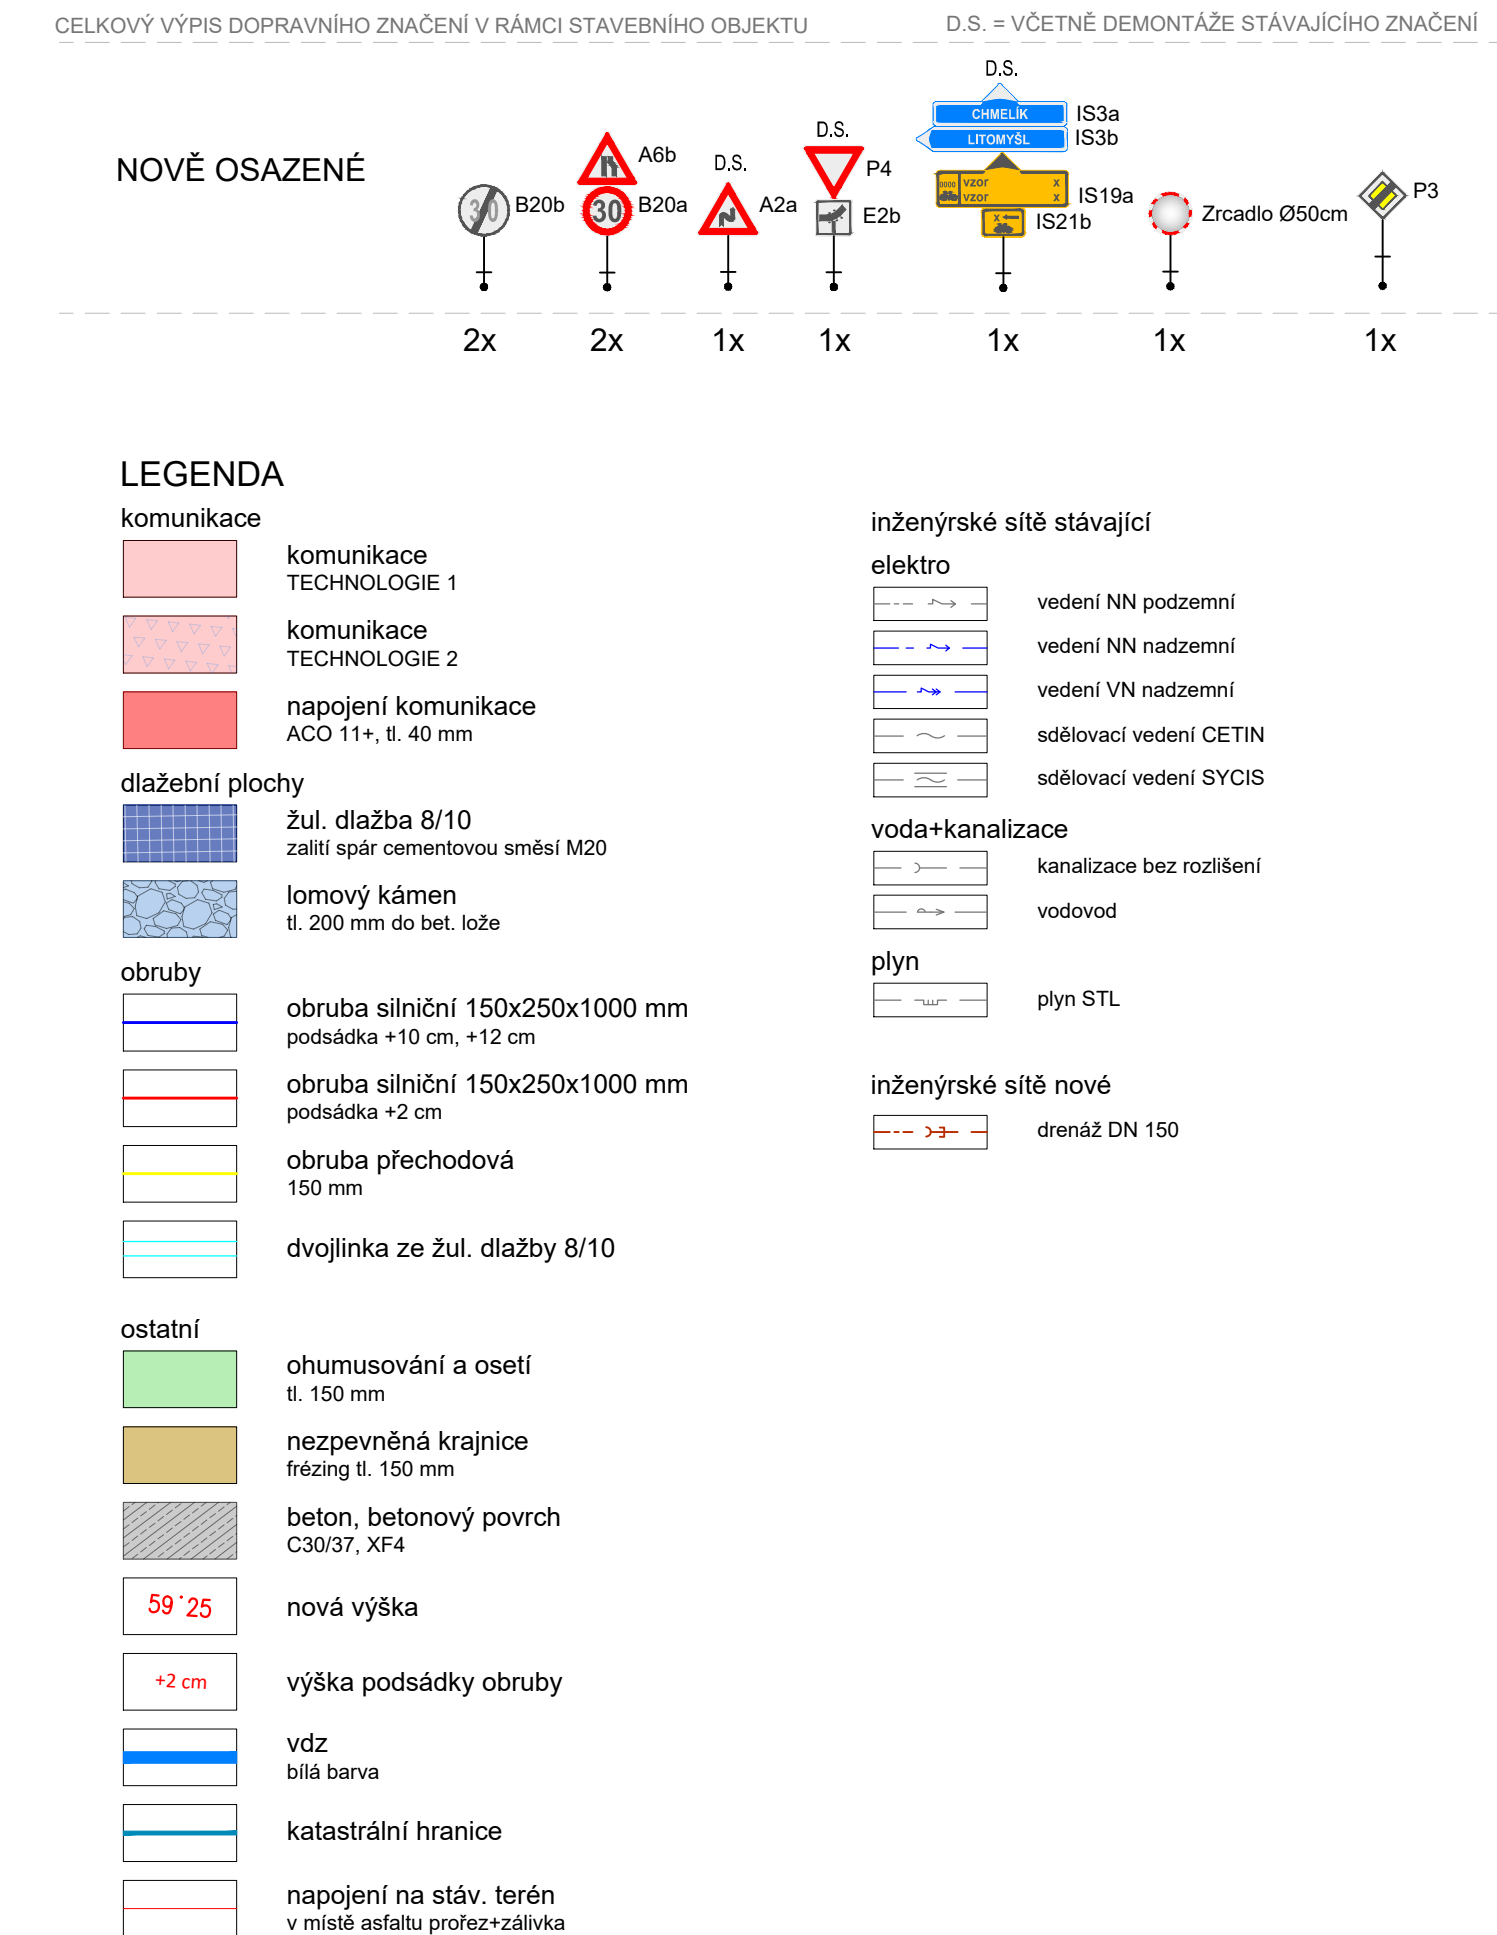 CELKOVÝ VÝPIS DOPRAVNÍHO ZNAČENÍ V RÁMCI STAVEBNÍHO OBJEKTU
D.S. = VČETNĚ DEMONTÁŽE STÁVAJÍCÍHO ZNAČENÍ
NOVĚ OSAZENÉ
30
B20b
A6b
30
B20a
D.S.
A2a
D.S.
P4
E2b
D.S.
CHMELÍK
IS3a
LITOMYŠL
IS3b
0000
vzor x
vzor x
IS19a
x
IS21b
Zrcadlo Ø50cm
P3
2x
2x
1x
1x
1x
1x
1x
LEGENDA
komunikace
komunikace
TECHNOLOGIE 1
komunikace
TECHNOLOGIE 2
napojení komunikace
ACO 11+, tl. 40 mm
dlažební plochy
žul. dlažba 8/10
zalití spár cementovou směsí M20
lomový kámen
tl. 200 mm do bet. lože
obruby
obruba silniční 150x250x1000 mm
podsádka +10 cm, +12 cm
obruba silniční 150x250x1000 mm
podsádka +2 cm
obruba přechodová
150 mm
dvojlinka ze žul. dlažby 8/10
ostatní
ohumusování a osetí
tl. 150 mm
nezpevněná krajnice
frézing tl. 150 mm
beton, betonový povrch
C30/37, XF4
59 25
nová výška
+2 cm
výška podsádky obruby
vdz
bílá barva
katastrální hranice
napojení na stáv. terén
v místě asfaltu prořez+zálivka
inženýrské sítě stávající
elektro
vedení NN podzemní
vedení NN nadzemní
vedení VN nadzemní
sdělovací vedení CETIN
sdělovací vedení SYCIS
voda+kanalizace
kanalizace bez rozlišení
vodovod
plyn
plyn STL
inženýrské sítě nové
drenáž DN 150